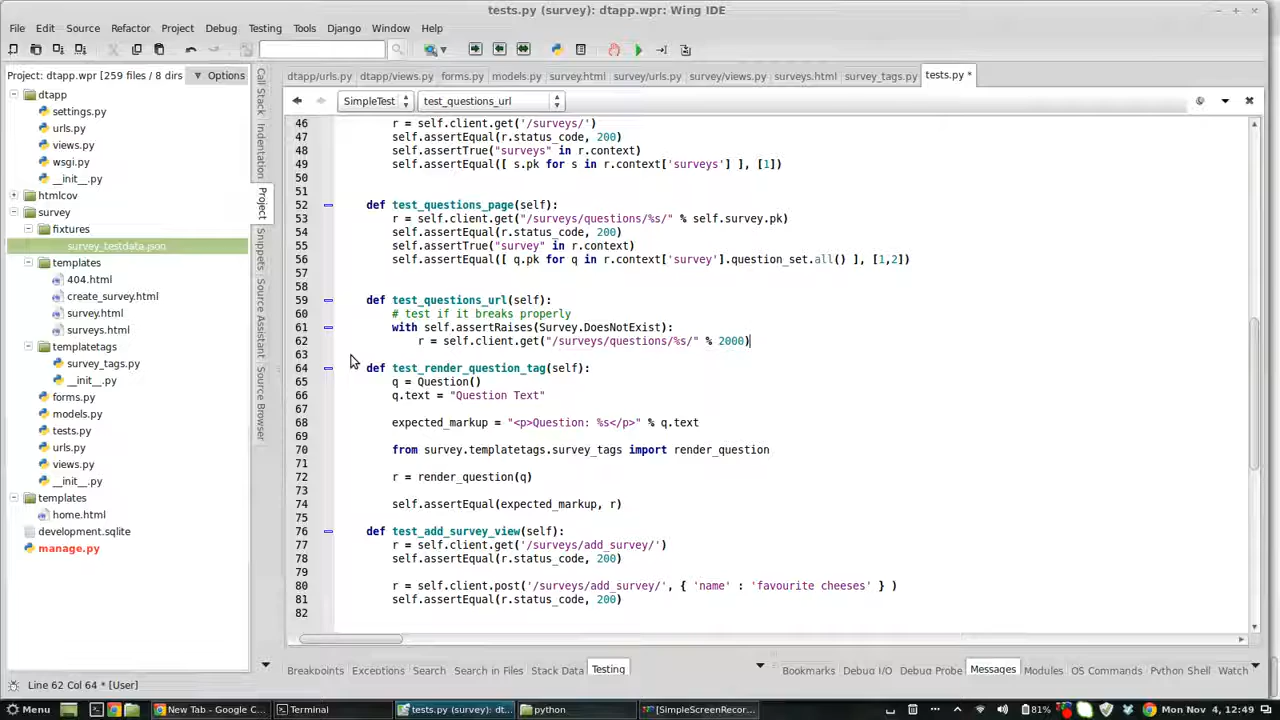 tests.py (survey): dtapp.wpr: Wing IDE
File Edit Source Refactor Project Debug Testing Tools Django Window Help
Project: dtapp.wpr [259 files / 8 dirs Options
dtapp
settings.py
urls.py
views.py
wsgi.py
__init__.py
htmlcov
survey
fixtures
survey_testdata.json
templates
404.html
create_survey.html
survey.html
surveys.html
templatetags
survey_tags.py
__init__.py
forms.py
models.py
tests.py
urls.py
views.py
__init__.py
templates
home.html
development.sqlite
manage.py
Call Stack
Indentation
Project
Snippets
Source Assistant
Source Browser
dtapp/urls.py dtapp/views.py forms.py models.py survey.html survey/urls.py survey/views.py surveys.html survey_tags.py tests.py *
SimpleTest test_questions_url
46 r = self.client.get('/surveys/')
47 self.assertEqual(r.status_code, 200)
48 self.assertTrue("surveys" in r.context)
49 self.assertEqual([ s.pk for s in r.context['surveys'] ], [1])
50
51
52 def test_questions_page(self):
53 r = self.client.get("/surveys/questions/%s/" % self.survey.pk)
54 self.assertEqual(r.status_code, 200)
55 self.assertTrue("survey" in r.context)
56 self.assertEqual([ q.pk for q in r.context['survey'].question_set.all() ], [1,2])
57
58
59 def test_questions_url(self):
60 # test if it breaks properly
61 with self.assertRaises(Survey.DoesNotExist):
62 r = self.client.get("/surveys/questions/%s/" % 2000)
63
64 def test_render_question_tag(self):
65 q = Question()
66 q.text = "Question Text"
67
68 expected_markup = "<p>Question: %s</p>" % q.text
69
70 from survey.templatetags.survey_tags import render_question
71
72 r = render_question(q)
73
74 self.assertEqual(expected_markup, r)
75
76 def test_add_survey_view(self):
77 r = self.client.get('/surveys/add_survey/')
78 self.assertEqual(r.status_code, 200)
79
80 r = self.client.post('/surveys/add_survey/', { 'name' : 'favourite cheeses' } )
81 self.assertEqual(r.status_code, 200)
82
Breakpoints Exceptions Search Search in Files Stack Data Testing
Bookmarks Debug I/O Debug Probe Messages Modules OS Commands Python Shell Watch
Line 62 Col 64 * [User]
Menu New Tab - Google C... Terminal tests.py (survey): dt... python [SimpleScreenRecor... 81% Mon Nov 4, 12:49